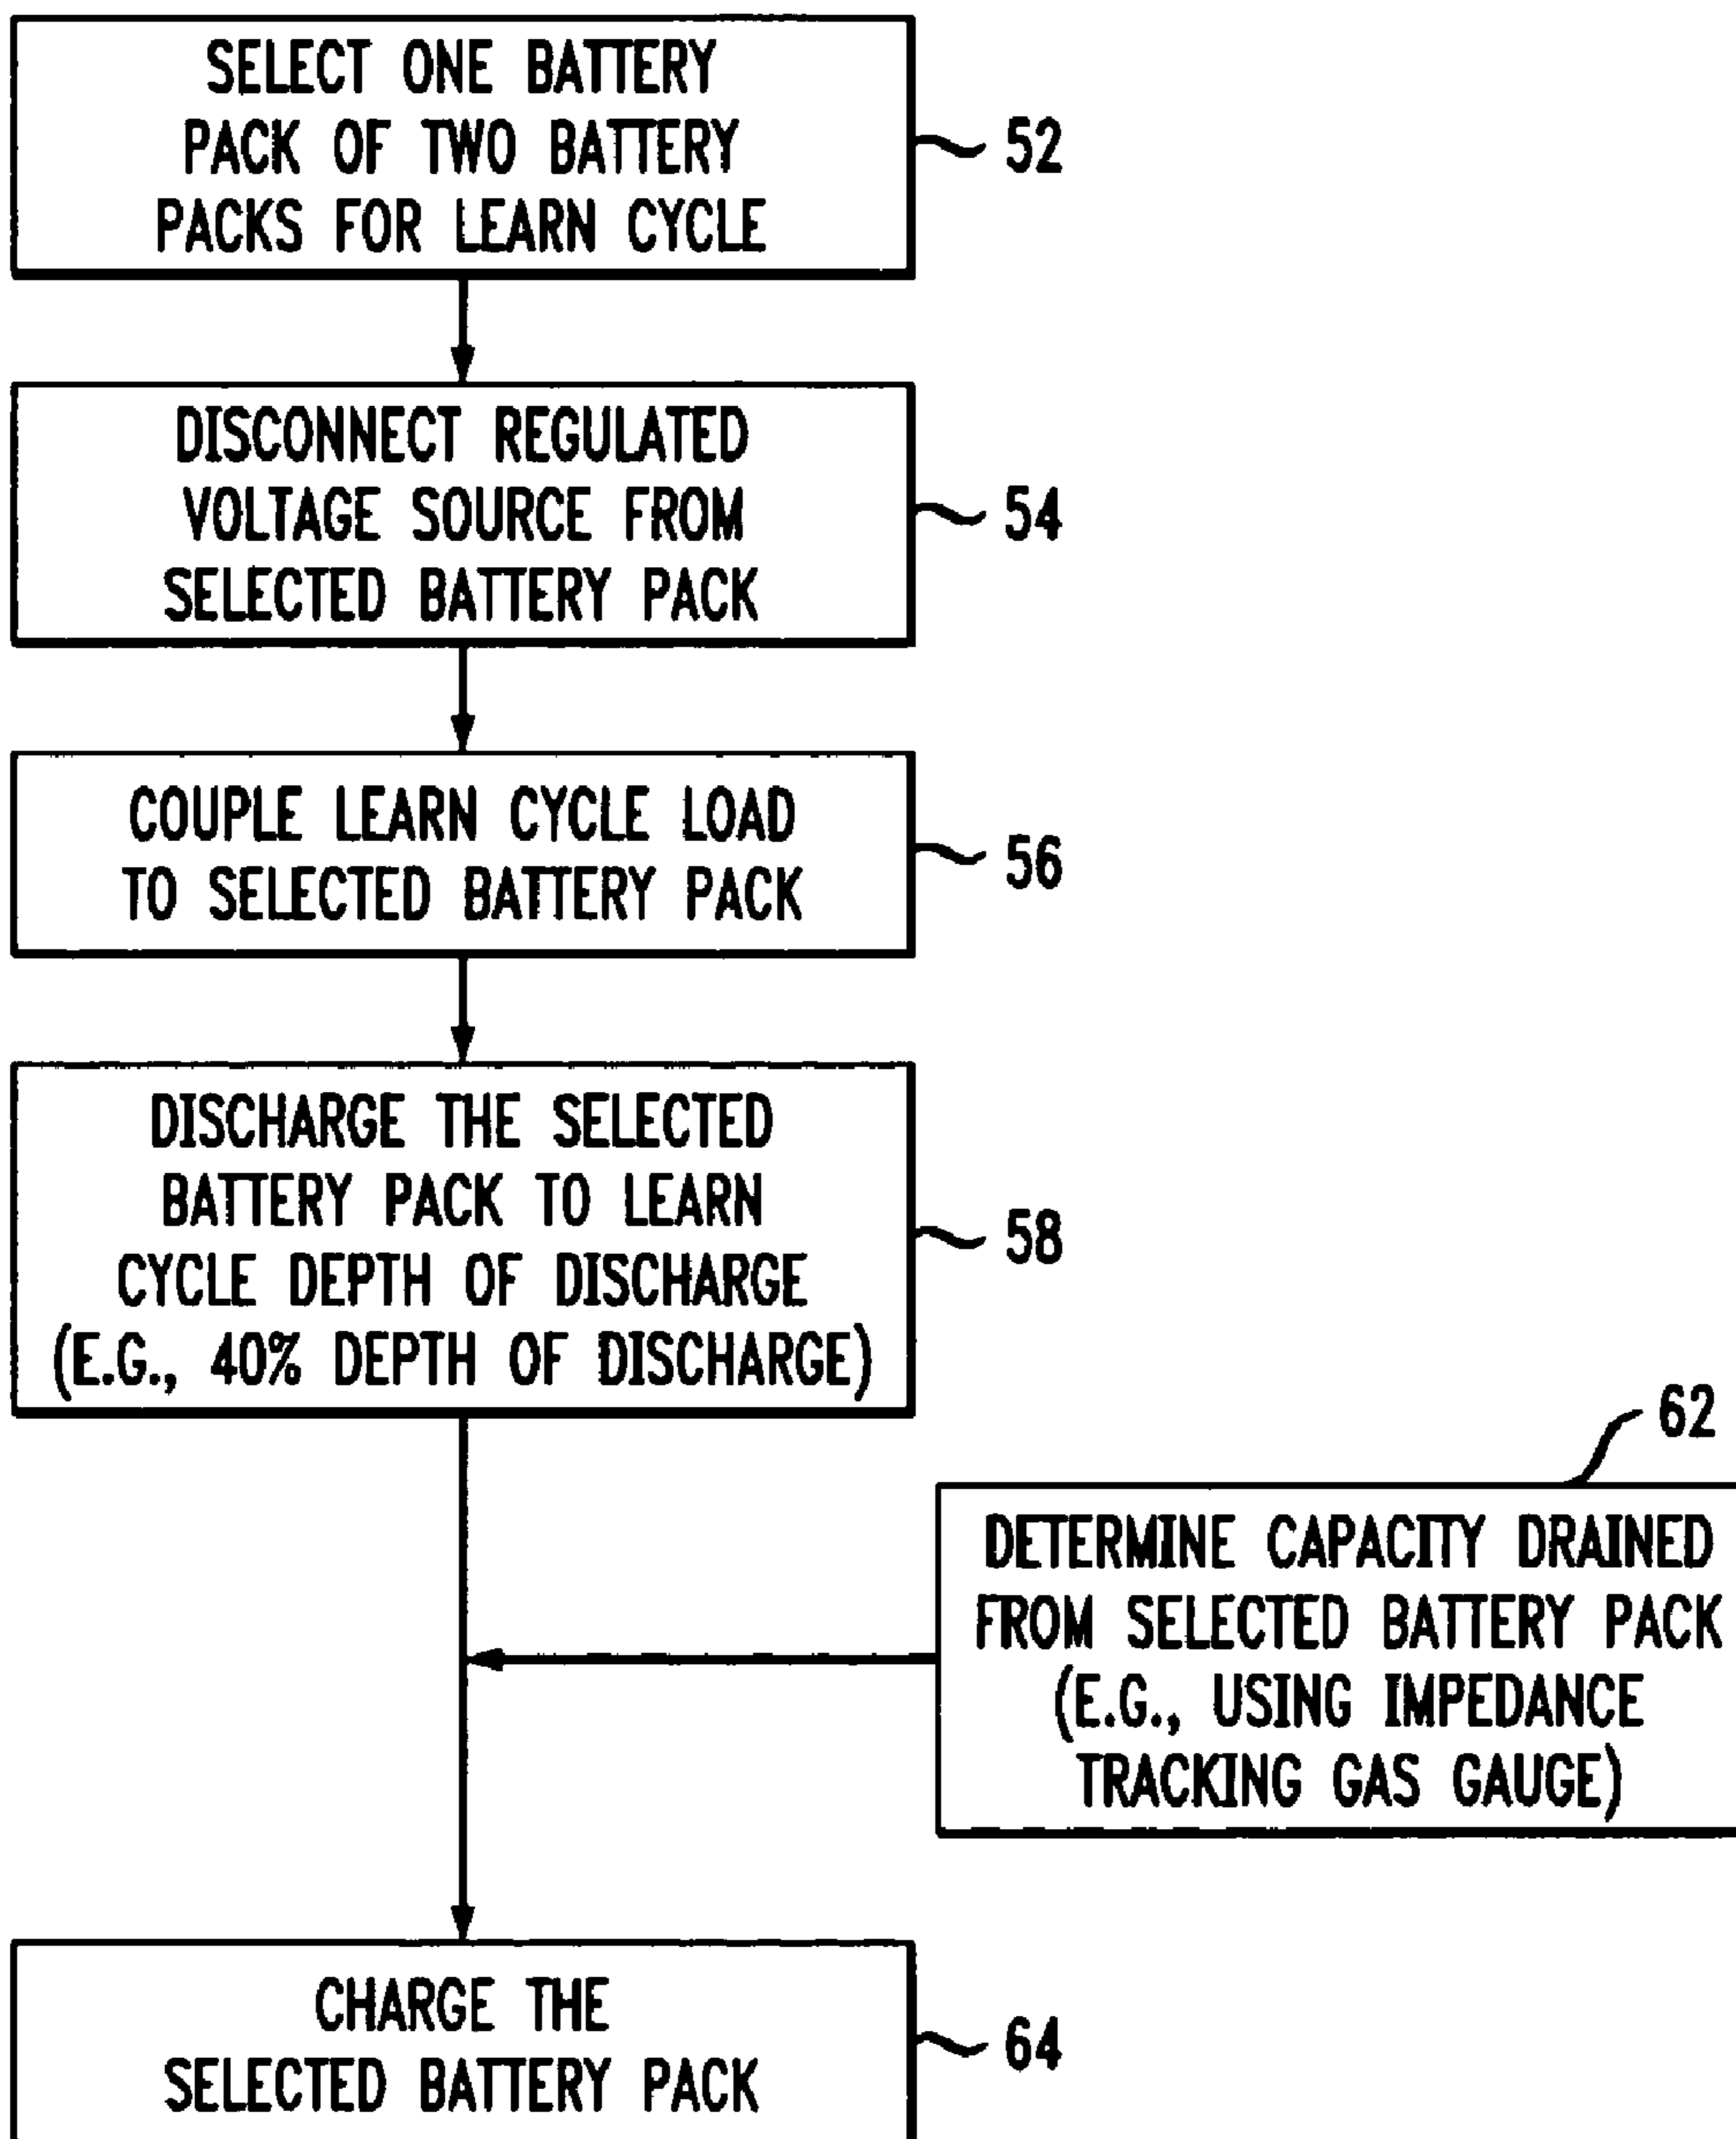 SELECT ONE BATTERY
PACK OF TWO BATTERY
PACKS FOR LEARN CYCLE
52
DISCONNECT REGULATED
VOLTAGE SOURCE FROM
SELECTED BATTERY PACK
54
COUPLE LEARN CYCLE LOAD
TO SELECTED BATTERY PACK
56
DISCHARGE THE SELECTED
BATTERY PACK TO LEARN
CYCLE DEPTH OF DISCHARGE
(E.G., 40% DEPTH OF DISCHARGE)
58
62
DETERMINE CAPACITY DRAINED
FROM SELECTED BATTERY PACK
(E.G., USING IMPEDANCE
TRACKING GAS GAUGE)
CHARGE THE
SELECTED BATTERY PACK
64